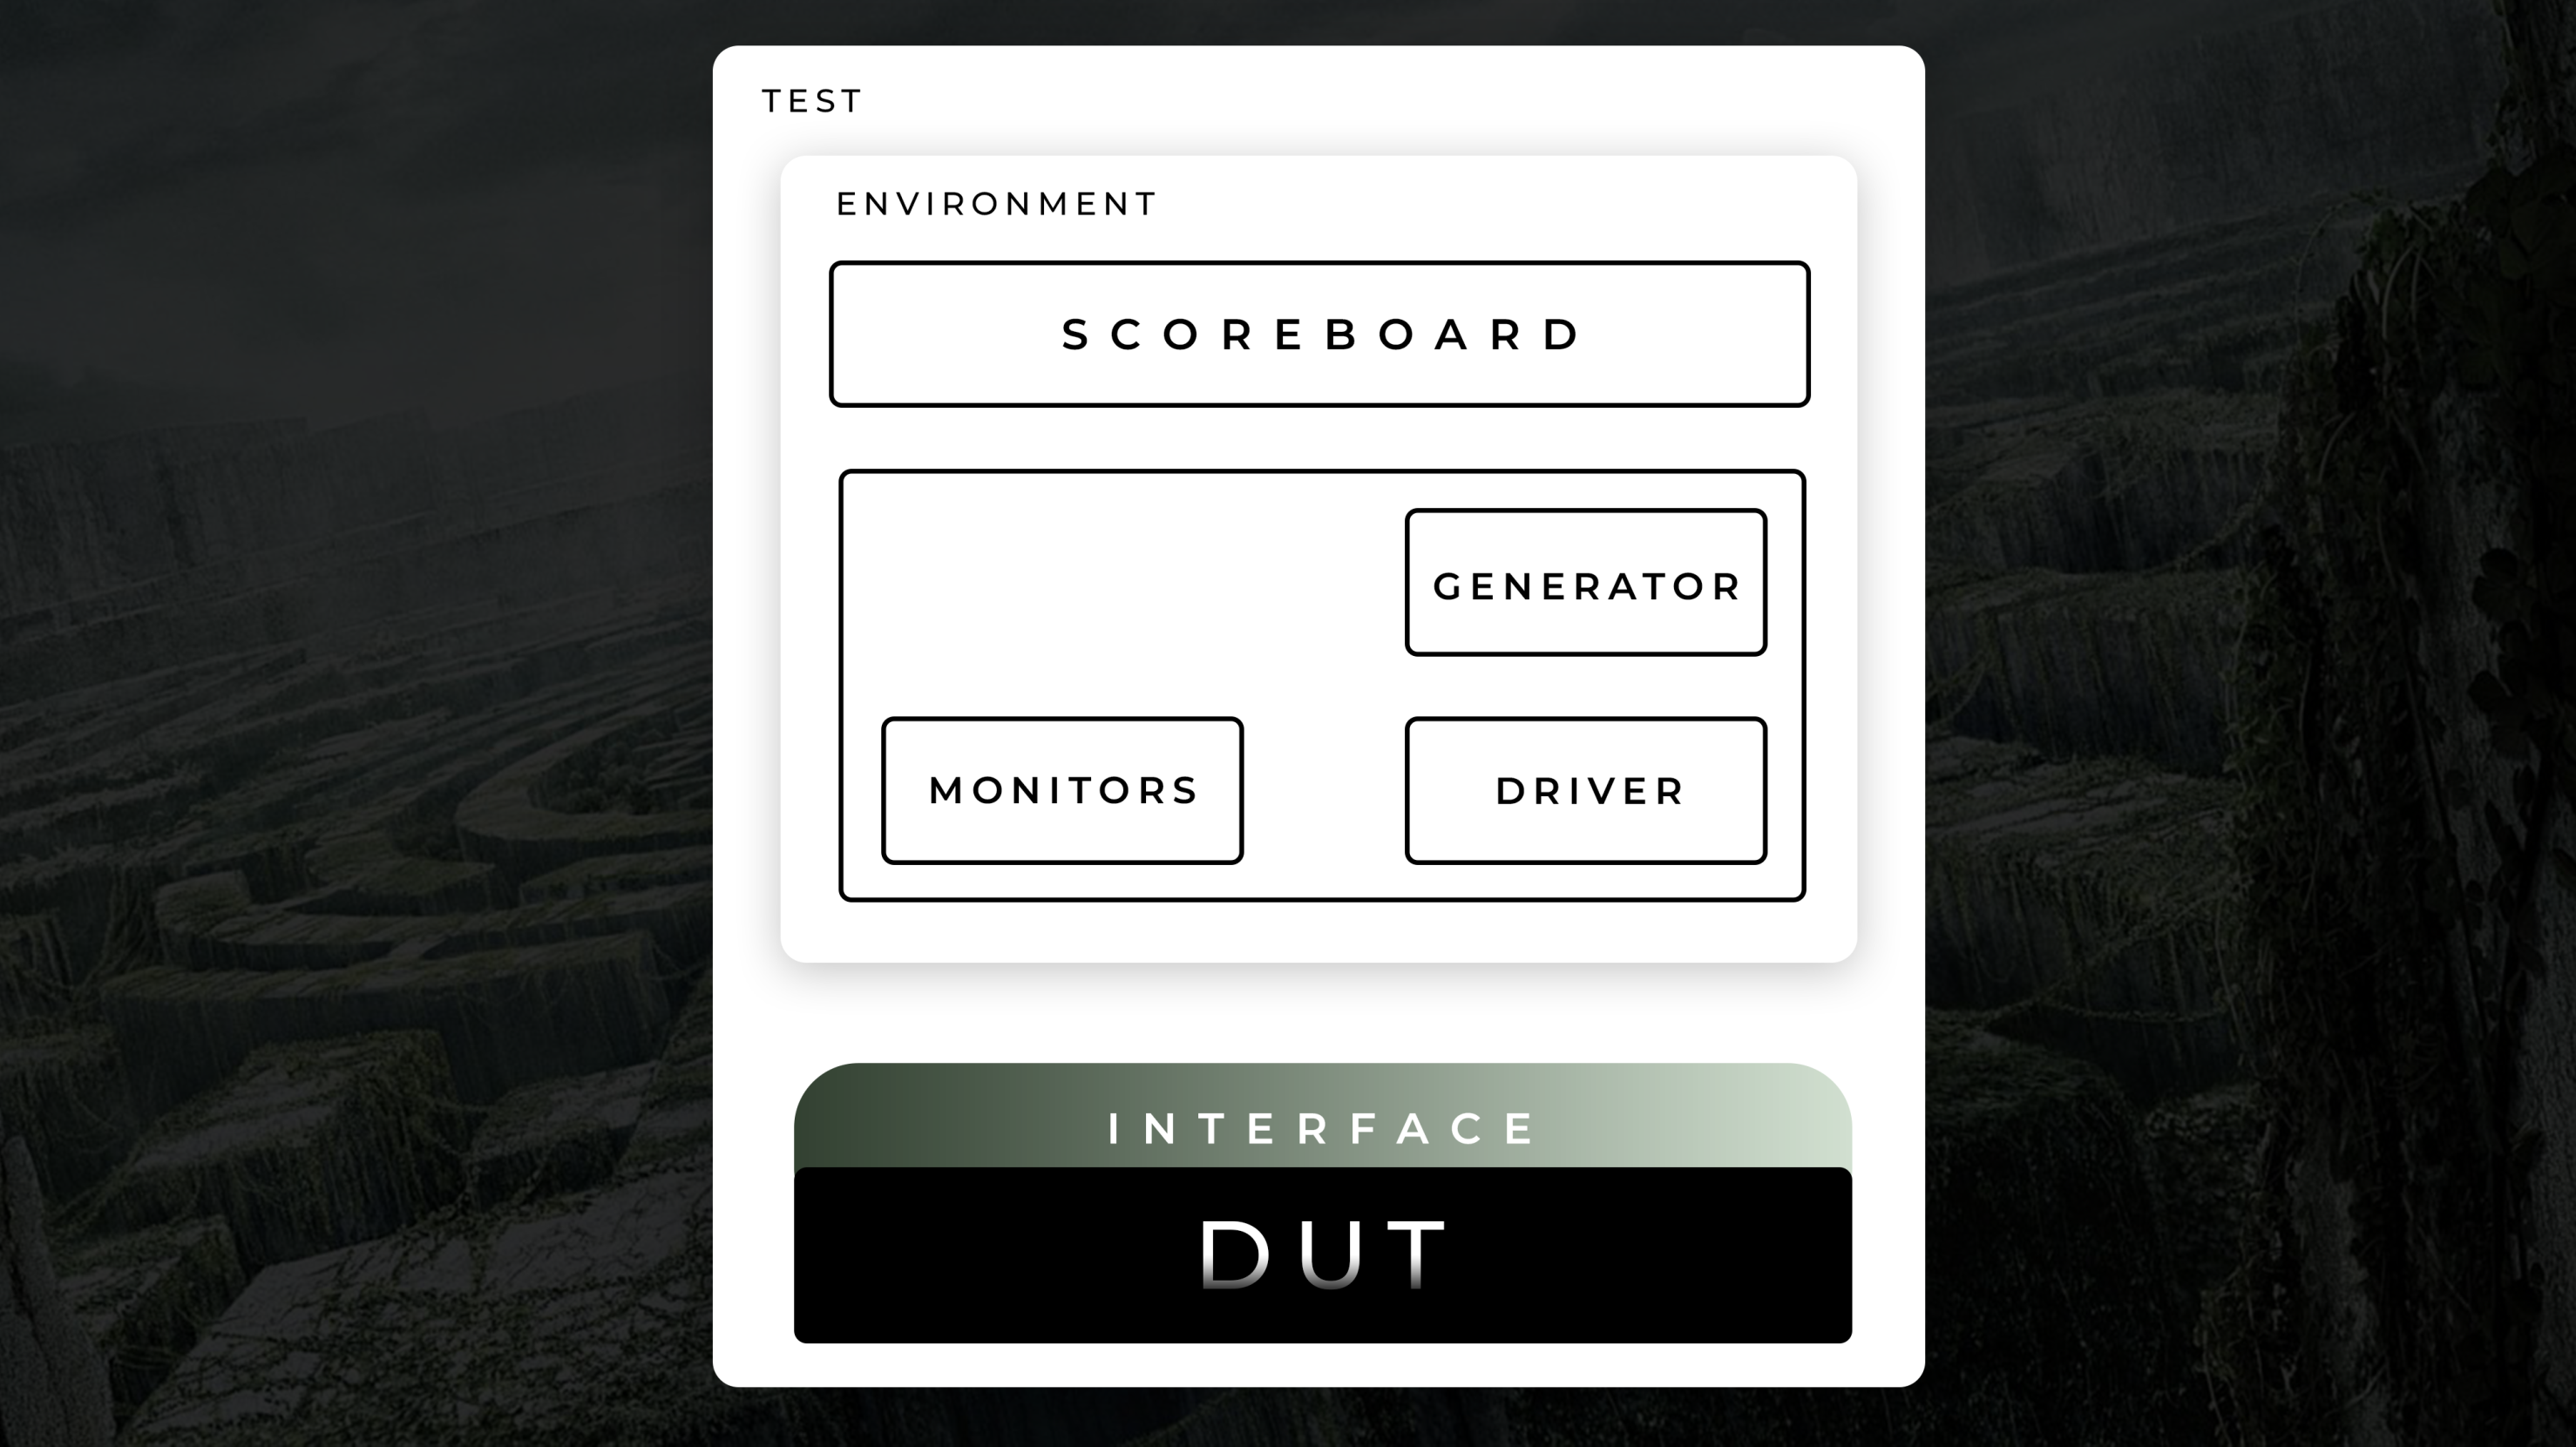 TEST
ENVIRONMENT
SCOREBOARD
GENERATOR
MONITORS
DRIVER
INTERFACE
DUT